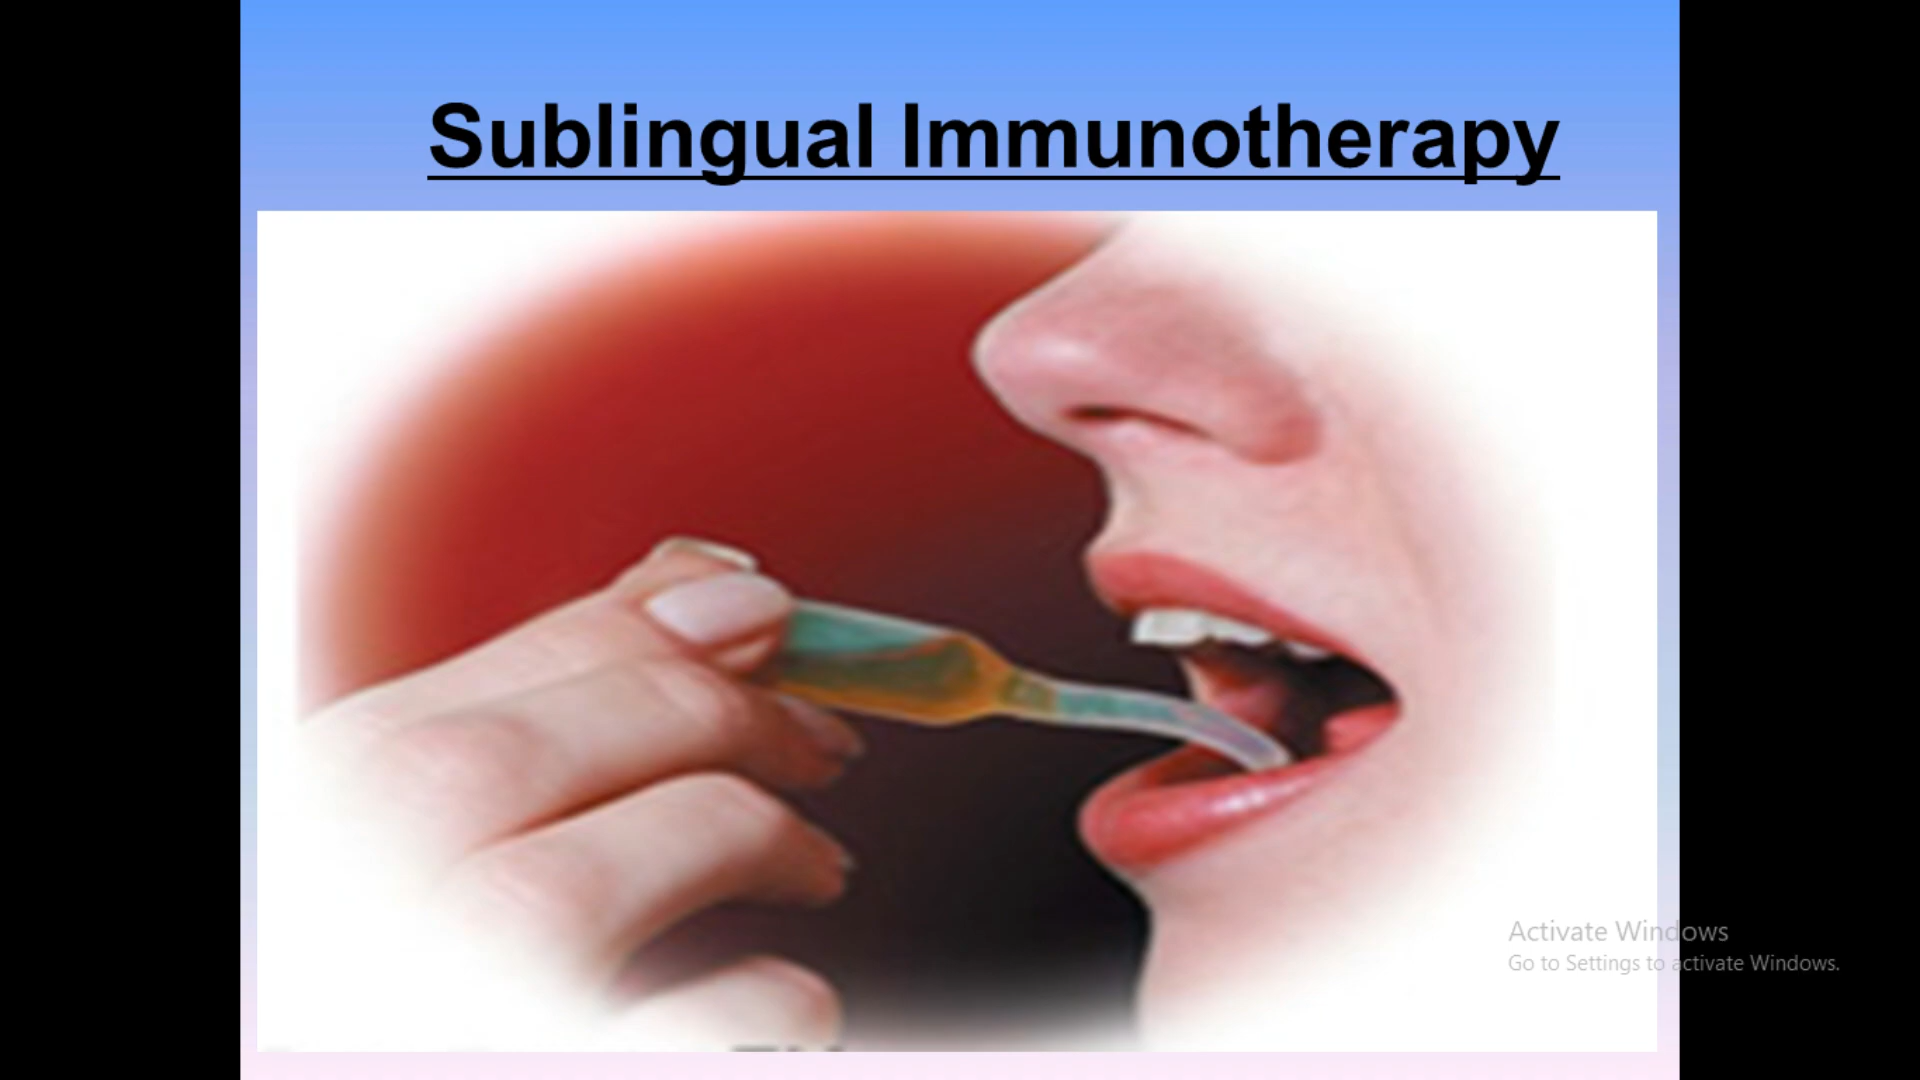 Sublingual Immunotherapy
Activate Windows
Go to Settings to activate Windows.